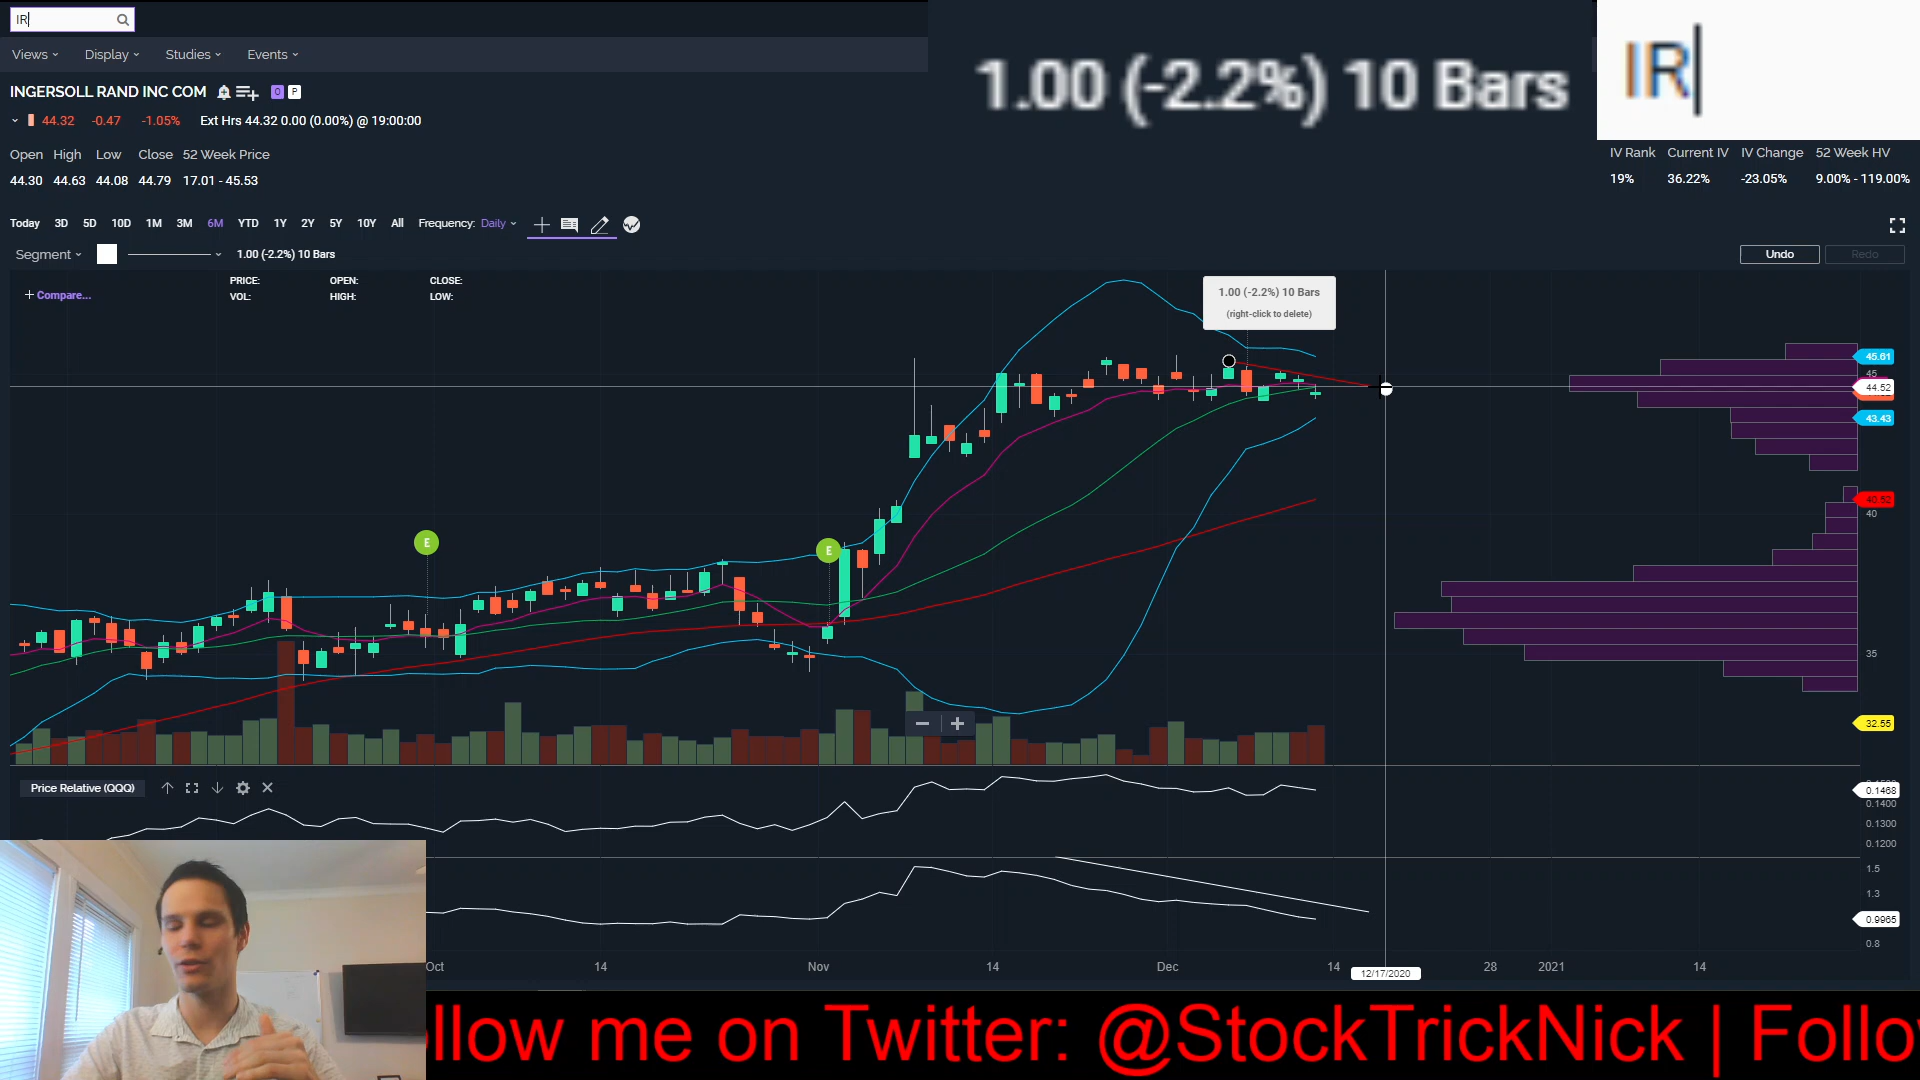 IR
1.00 (-2.2%) 10 Bars
IR
Views Display Studies Events
INGERSOLL RAND INC COM O P
44.32 -0.47 -1.05% Ext Hrs 44.32 0.00 (0.00%) @ 19:00:00
Open High Low Close 52 Week Price
44.30 44.63 44.08 44.79 17.01 - 45.53
IV Rank Current IV IV Change 52 Week HV
19% 36.22% -23.05% 9.00% - 119.00%
Today 3D 5D 10D 1M 3M 6M YTD 1Y 2Y 5Y 10Y All Frequency: Daily
Segment 1.00 (-2.2%) 10 Bars Undo Redo
PRICE: OPEN: CLOSE:
+ Compare...
VOL: HIGH: LOW:
1.00 (-2.2%) 10 Bars
(right-click to delete)
45.61
45
44.52
43.43
40.52
40
E
E
35
32.55
Price Relative (QQQ)
0.1468
0.1400
0.1300
0.1200
1.5
1.3
0.9965
0.8
Oct 14 Nov 14 Dec 14 12/17/2020 28 2021 14
ollow me on Twitter: @StockTrickNick | Follo